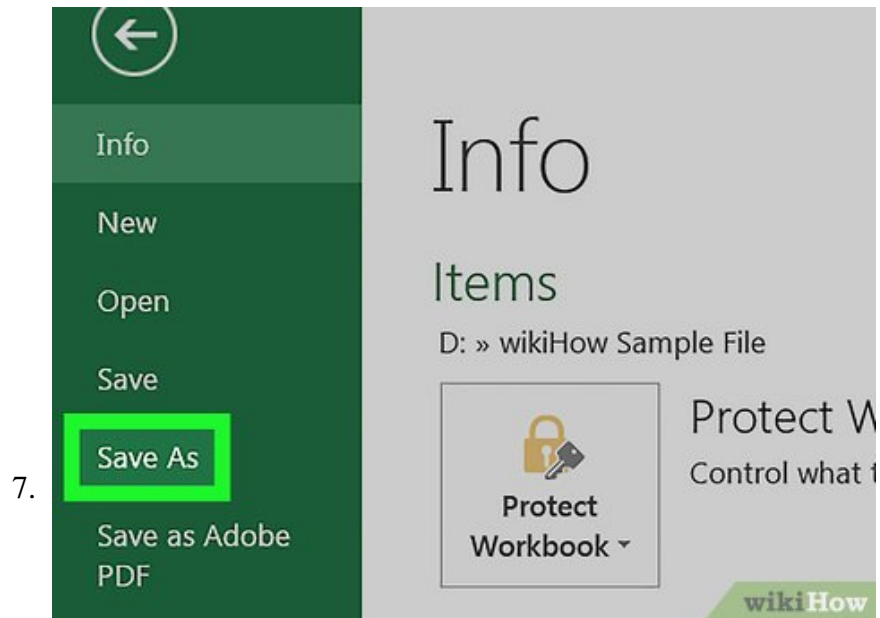 Info
New
Open
Save
Save As
Save as Adobe
PDF
7.
Info
Items
D: » wikiHow Sample File
Protect
Workbook
Protect W
Control what t
wikiHow